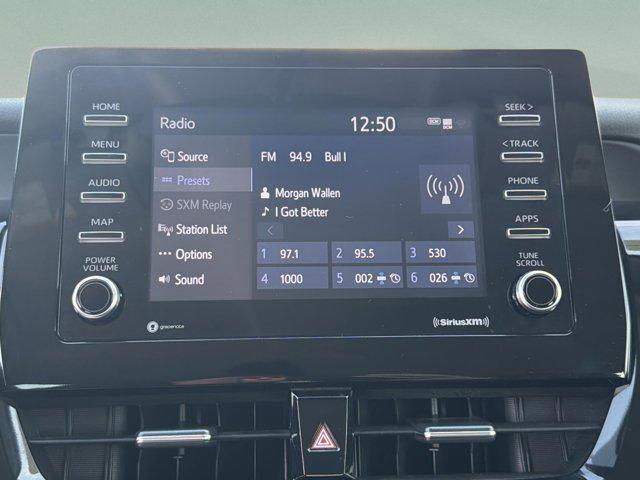 HOME
MENU
AUDIO
MAP
POWER
VOLUME
Radio
12:50
DCM
DCM
Source
Presets
SXM Replay
Station List
Options
Sound
FM 94.9 Bull I
Morgan Wallen
I Got Better
<
>
1 97.1
2 95.5
3 530
4 1000
5 002
6 026
SEEK >
< TRACK
PHONE
APPS
TUNE
SCROLL
gracenote
((SiriusXM))